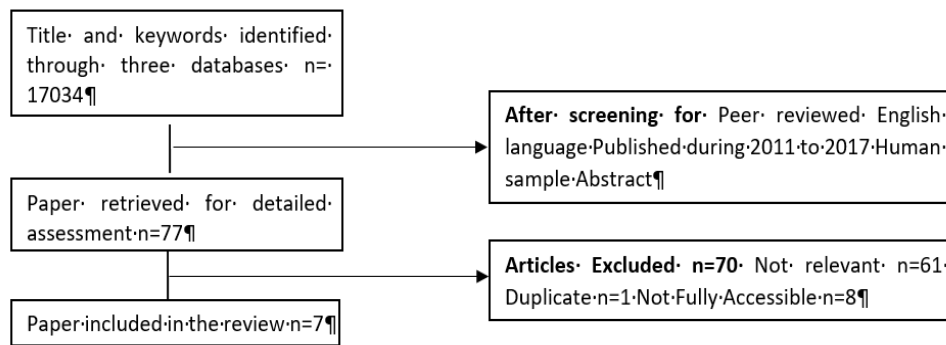 Title· and· keywords· identified·
through· three· databases· n=·
17034¶
After· screening· for· Peer· reviewed· English·
language·Published·during·2011·to·2017·Human·
sample·Abstract¶
Paper· retrieved· for· detailed·
assessment·n=77¶
Articles· Excluded· n=70· Not· relevant· n=61·
Duplicate·n=1·Not·Fully·Accessible·n=8¶
Paper·included·in·the·review·n=7¶